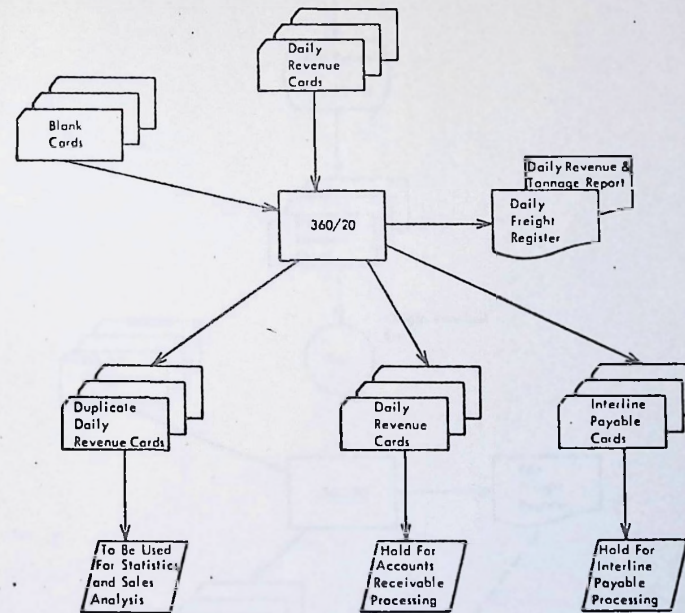 Daily
Revenue
Cards
Blank
Cards
Daily Revenue &
Tonnage Report
Daily
Freight
Register
360/20
Duplicate
Daily
Revenue Cards
Daily
Revenue
Cards
Interline
Payable
Cards
To Be Used
For Statistics
and Sales
Analysis
Hold For
Accounts
Receivable
Processing
Hold For
Interline
Payable
Processing